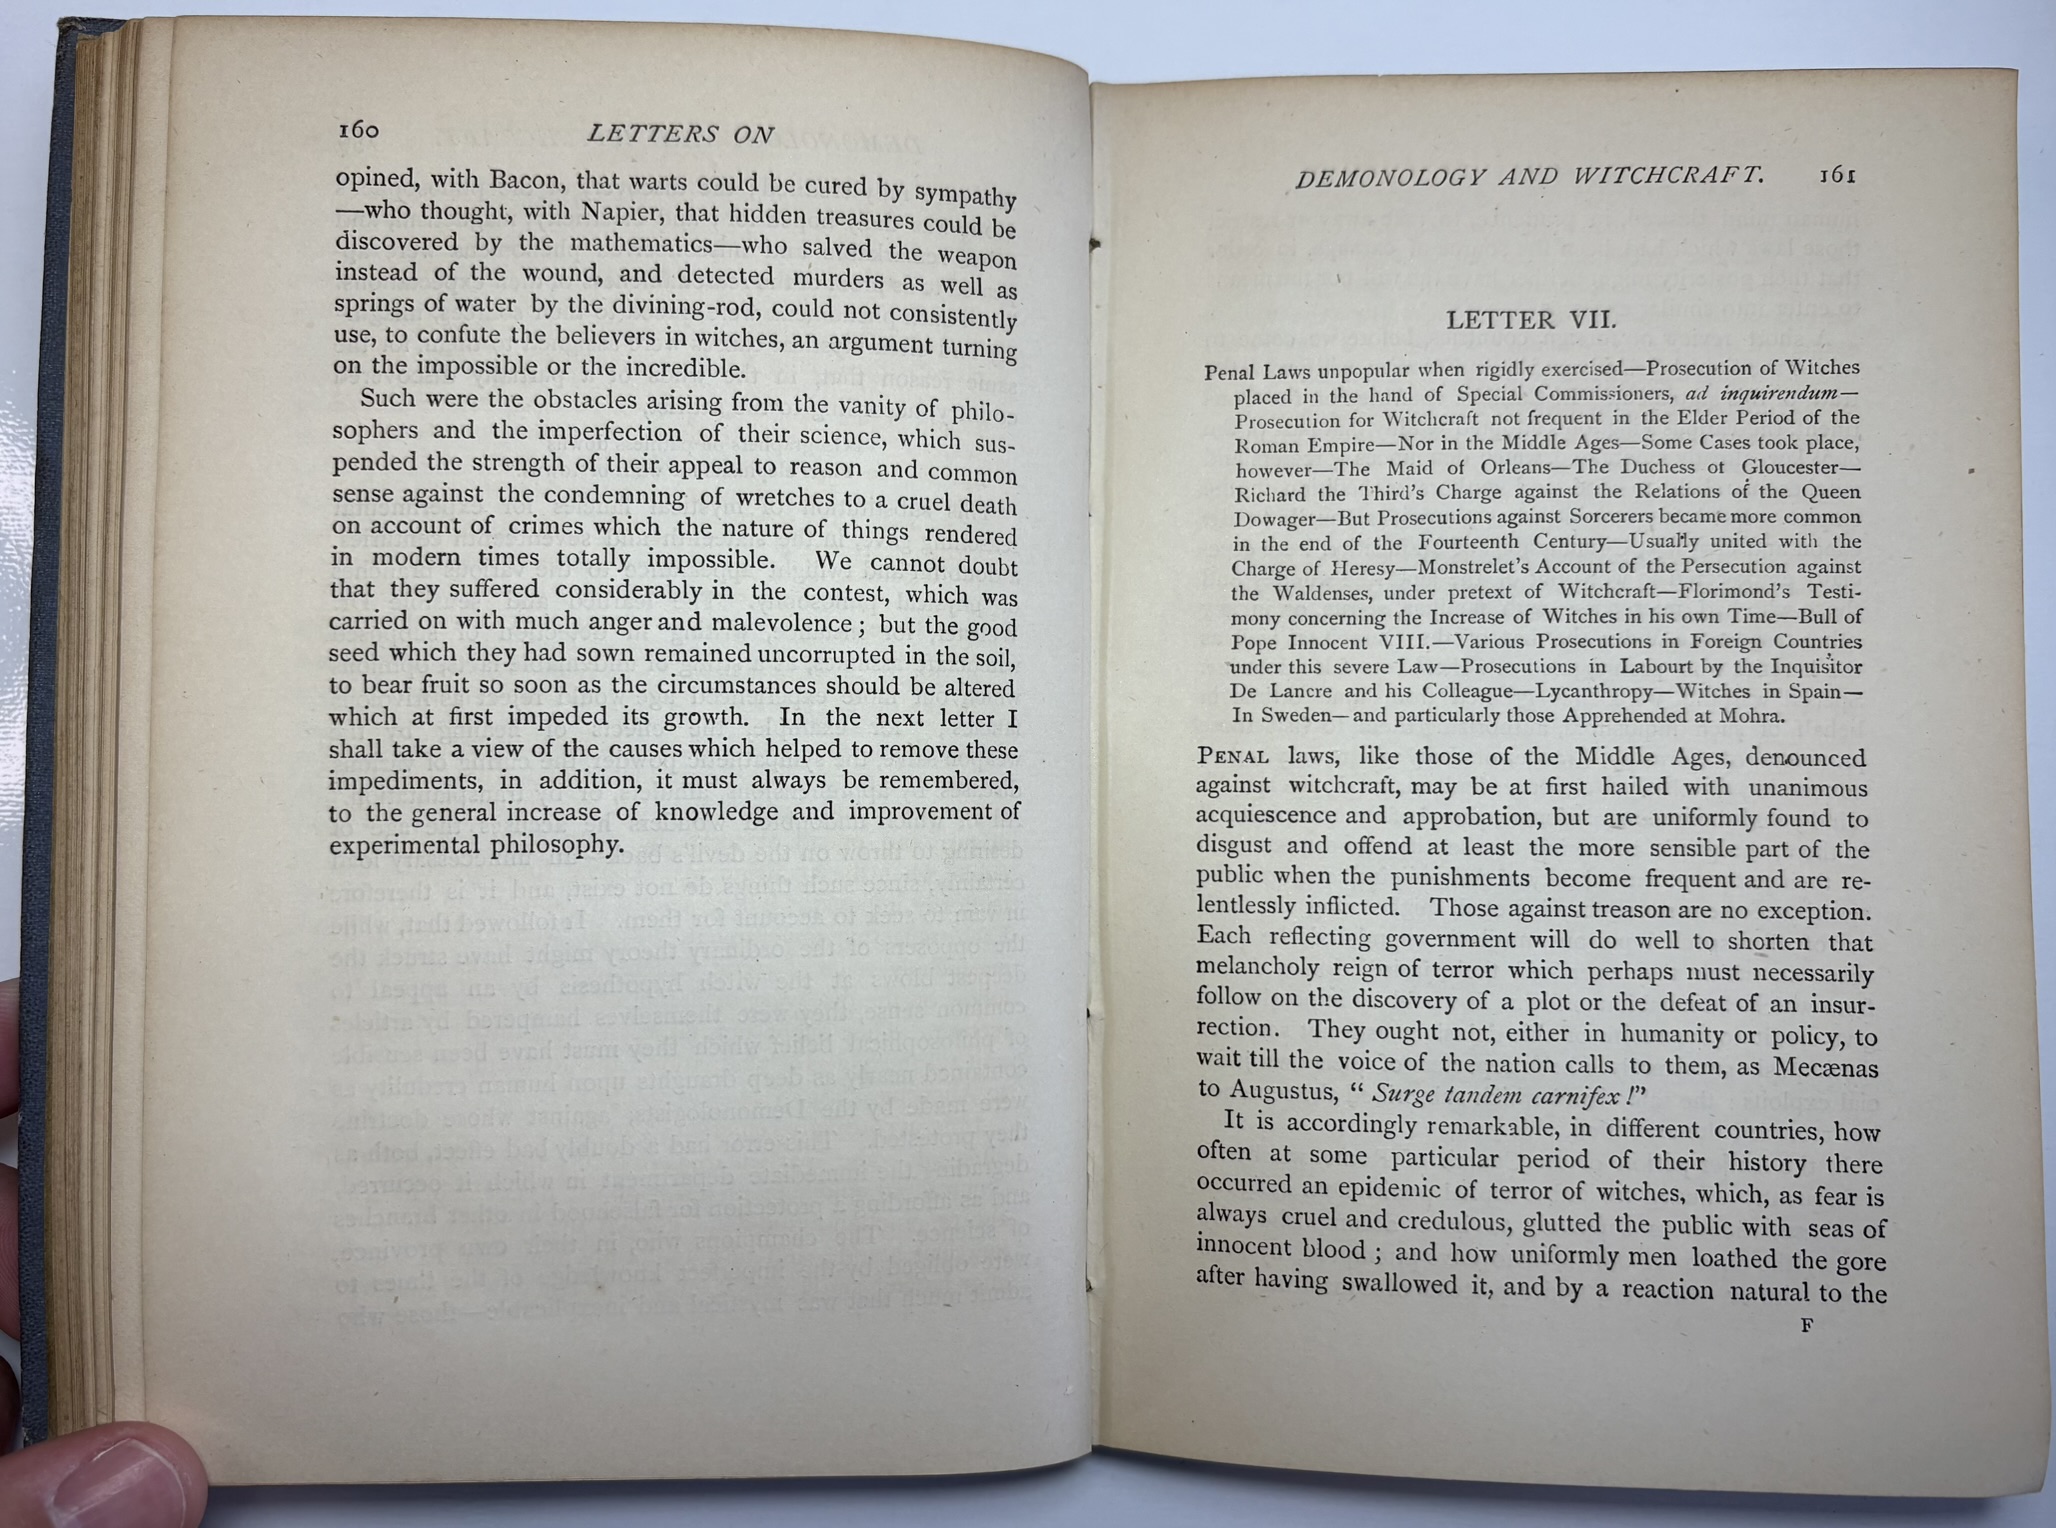 160
LETTERS ON
opined, with Bacon, that warts could be cured by sympathy
—who thought, with Napier, that hidden treasures could be
discovered by the mathematics—who salved the weapon
instead of the wound, and detected murders as well as
springs of water by the divining-rod, could not consistently
use, to confute the believers in witches, an argument turning
on the impossible or the incredible.
Such were the obstacles arising from the vanity of philo-
sophers and the imperfection of their science, which sus-
pended the strength of their appeal to reason and common
sense against the condemning of wretches to a cruel death
on account of crimes which the nature of things rendered
in modern times totally impossible. We cannot doubt
that they suffered considerably in the contest, which was
carried on with much anger and malevolence ; but the good
seed which they had sown remained uncorrupted in the soil,
to bear fruit so soon as the circumstances should be altered
which at first impeded its growth. In the next letter I
shall take a view of the causes which helped to remove these
impediments, in addition, it must always be remembered,
to the general increase of knowledge and improvement of
experimental philosophy.
DEMONOLOGY AND WITCHCRAFT. 161
LETTER VII.
Penal Laws unpopular when rigidly exercised—Prosecution of Witches
placed in the hand of Special Commissioners, ad inquirendum—
Prosecution for Witchcraft not frequent in the Elder Period of the
Roman Empire—Nor in the Middle Ages—Some Cases took place,
however—The Maid of Orleans—The Duchess of Gloucester—
Richard the Third's Charge against the Relations of the Queen
Dowager—But Prosecutions against Sorcerers became more common
in the end of the Fourteenth Century—Usually united with the
Charge of Heresy—Monstrelet's Account of the Persecution against
the Waldenses, under pretext of Witchcraft—Florimond's Testi-
mony concerning the Increase of Witches in his own Time—Bull of
Pope Innocent VIII.—Various Prosecutions in Foreign Countries
under this severe Law—Prosecutions in Labourt by the Inquisitor
De Lancre and his Colleague—Lycanthropy—Witches in Spain—
In Sweden—and particularly those Apprehended at Mohra.
PENAL laws, like those of the Middle Ages, denounced
against witchcraft, may be at first hailed with unanimous
acquiescence and approbation, but are uniformly found to
disgust and offend at least the more sensible part of the
public when the punishments become frequent and are re-
lentlessly inflicted. Those against treason are no exception.
Each reflecting government will do well to shorten that
melancholy reign of terror which perhaps must necessarily
follow on the discovery of a plot or the defeat of an insur-
rection. They ought not, either in humanity or policy, to
wait till the voice of the nation calls to them, as Mecænas
to Augustus, “ Surge tandem carnifex !”
It is accordingly remarkable, in different countries, how
often at some particular period of their history there
occurred an epidemic of terror of witches, which, as fear is
always cruel and credulous, glutted the public with seas of
innocent blood ; and how uniformly men loathed the gore
after having swallowed it, and by a reaction natural to the
F